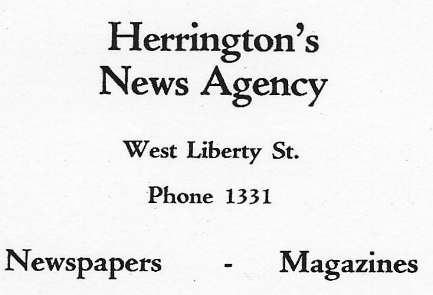 Herrington's
News Agency
West Liberty St.
Phone 1331
Newspapers - Magazines